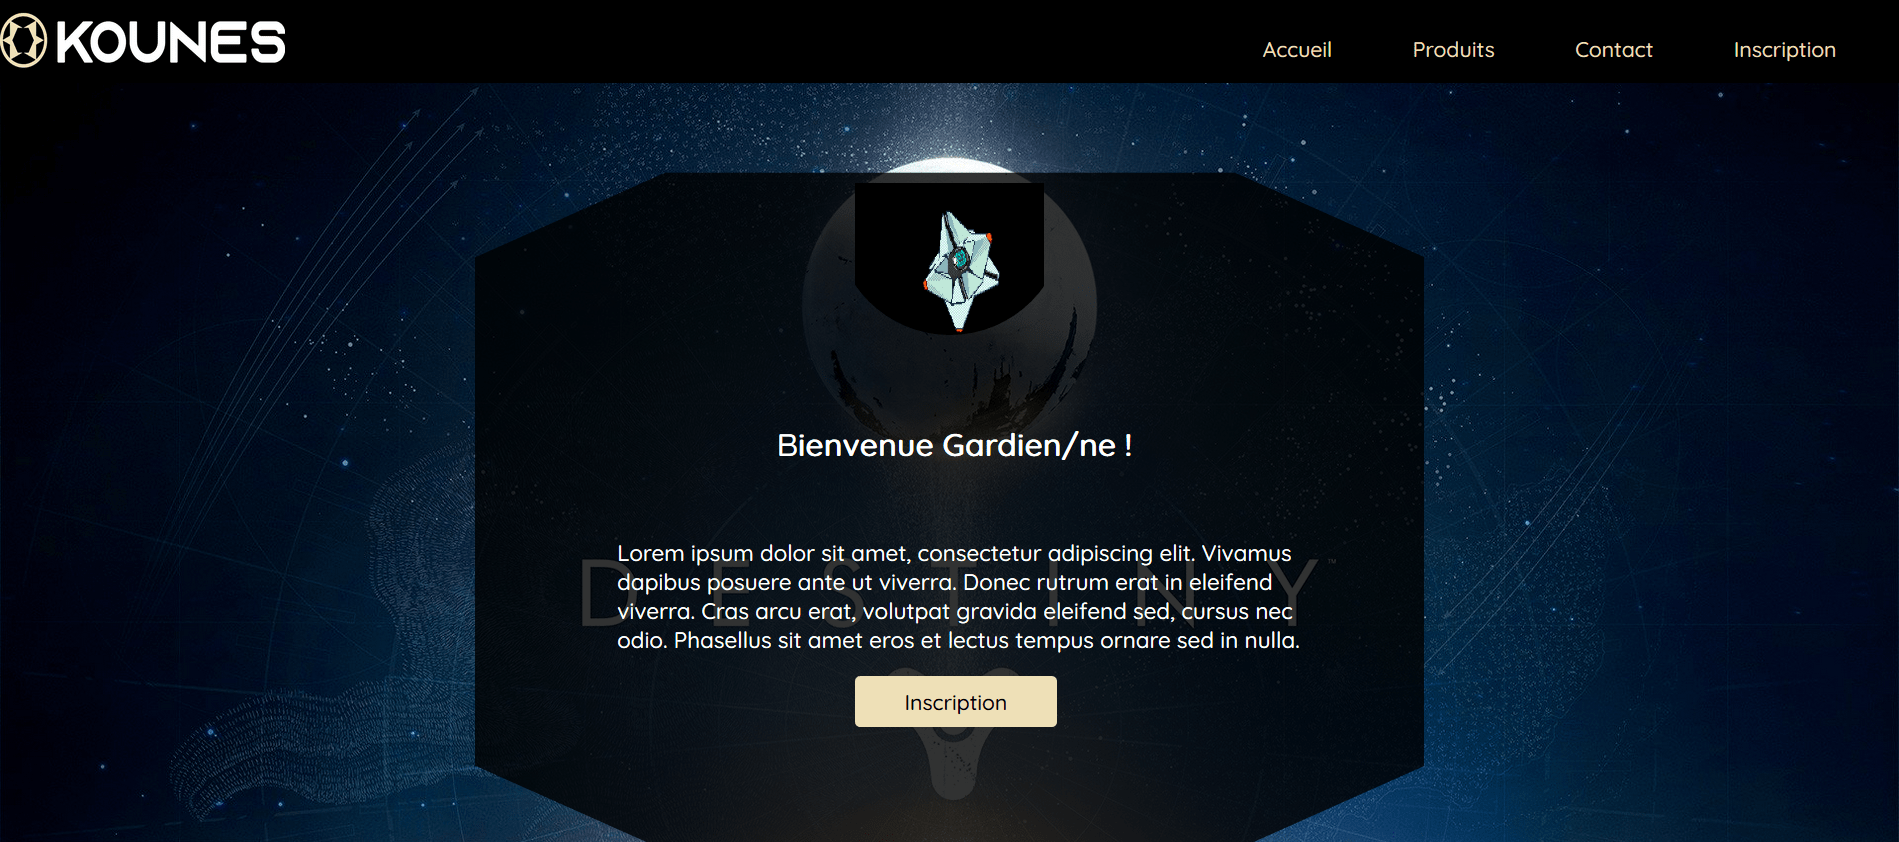 KOUNES
Accueil Produits Contact Inscription
Bienvenue Gardien/ne !
Lorem ipsum dolor sit amet, consectetur adipiscing elit. Vivamus
dapibus posuere ante ut viverra. Donec rutrum erat in eleifend
viverra. Cras arcu erat, volutpat gravida eleifend sed, cursus nec
odio. Phasellus sit amet eros et lectus tempus ornare sed in nulla.
DESTINY™
Inscription